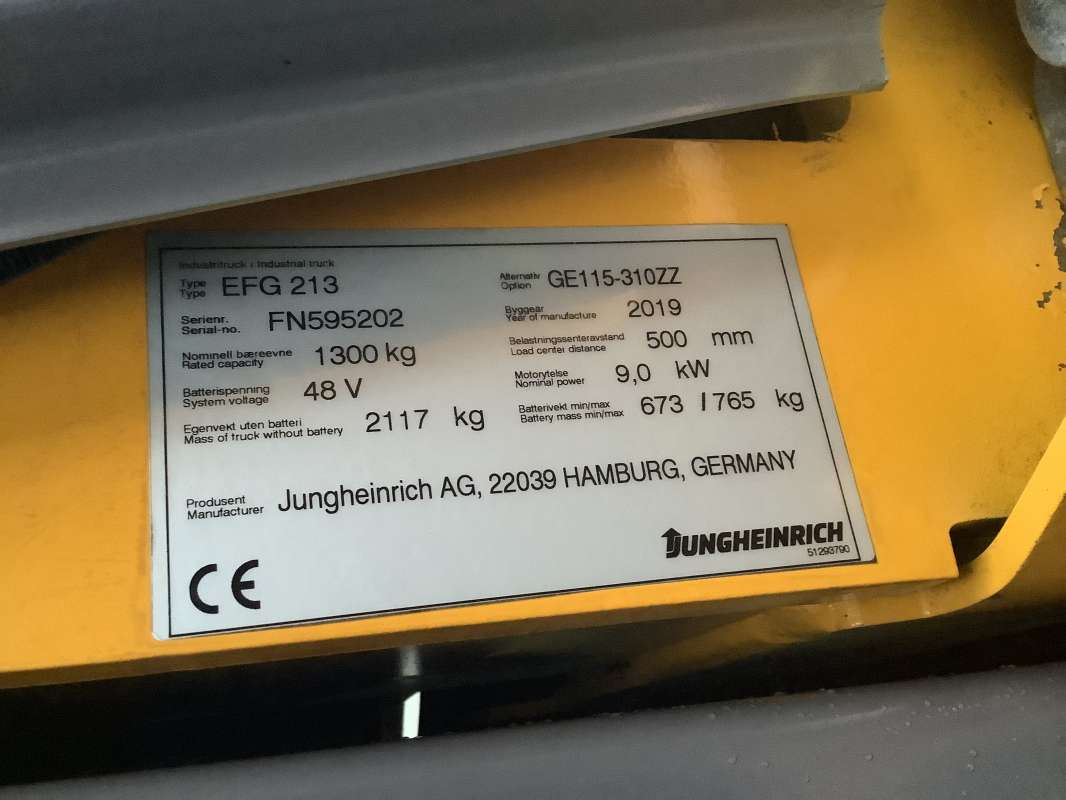 Industritruck / Industrial truck
Type
Type EFG 213
Alternativ
Option GE115-310ZZ
Serienr.
Serial-no. FN595202
Byggear
Year of manufacture 2019
Nominell bæreevne
Rated capacity 1300 kg
Belastningssenteravstand
Load center distance 500 mm
Batterispenning
System voltage 48 V
Motorytelse
Nominal power 9,0 kW
Egenvekt uten batteri
Mass of truck without battery 2117 kg
Batterivekt min/max
Battery mass min/max 673 / 765 kg
Produsent
Manufacturer Jungheinrich AG, 22039 HAMBURG, GERMANY
CE
JUNGHEINRICH
51293790